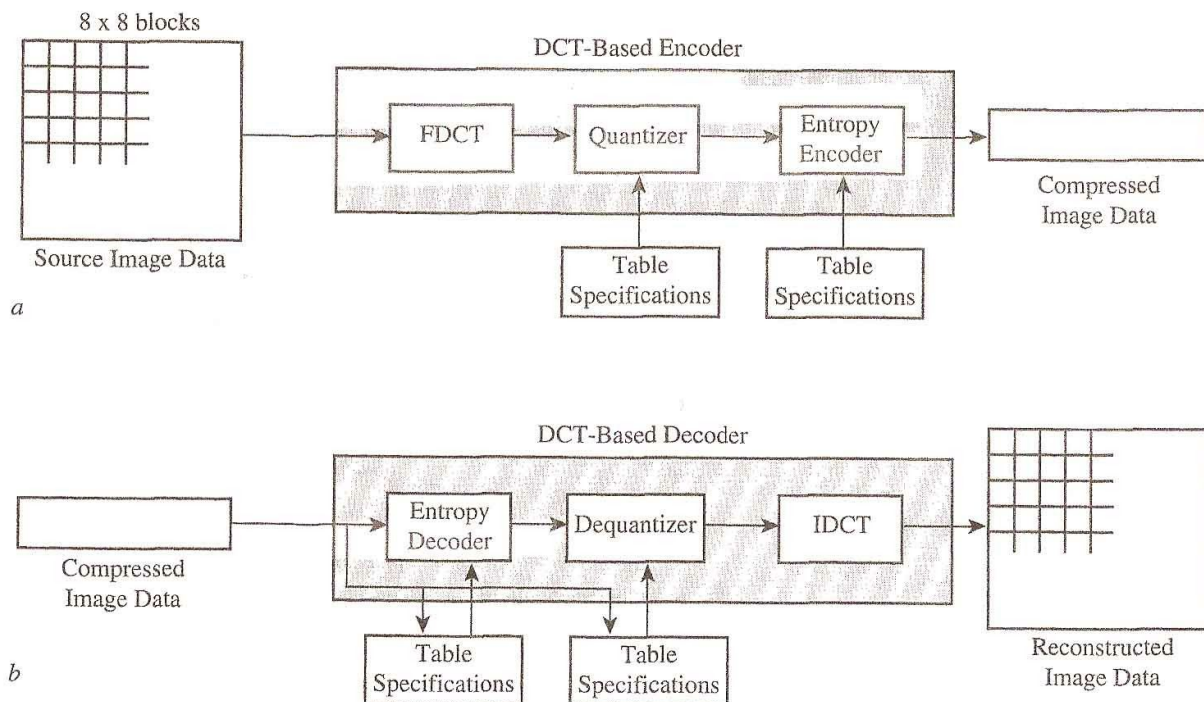 8 x 8 blocks
DCT-Based Encoder
FDCT
Quantizer
Entropy
Encoder
Compressed
Image Data
Source Image Data
Table
Specifications
Table
Specifications
a
DCT-Based Decoder
Entropy
Decoder
Dequantizer
IDCT
Compressed
Image Data
Table
Specifications
Table
Specifications
Reconstructed
Image Data
b